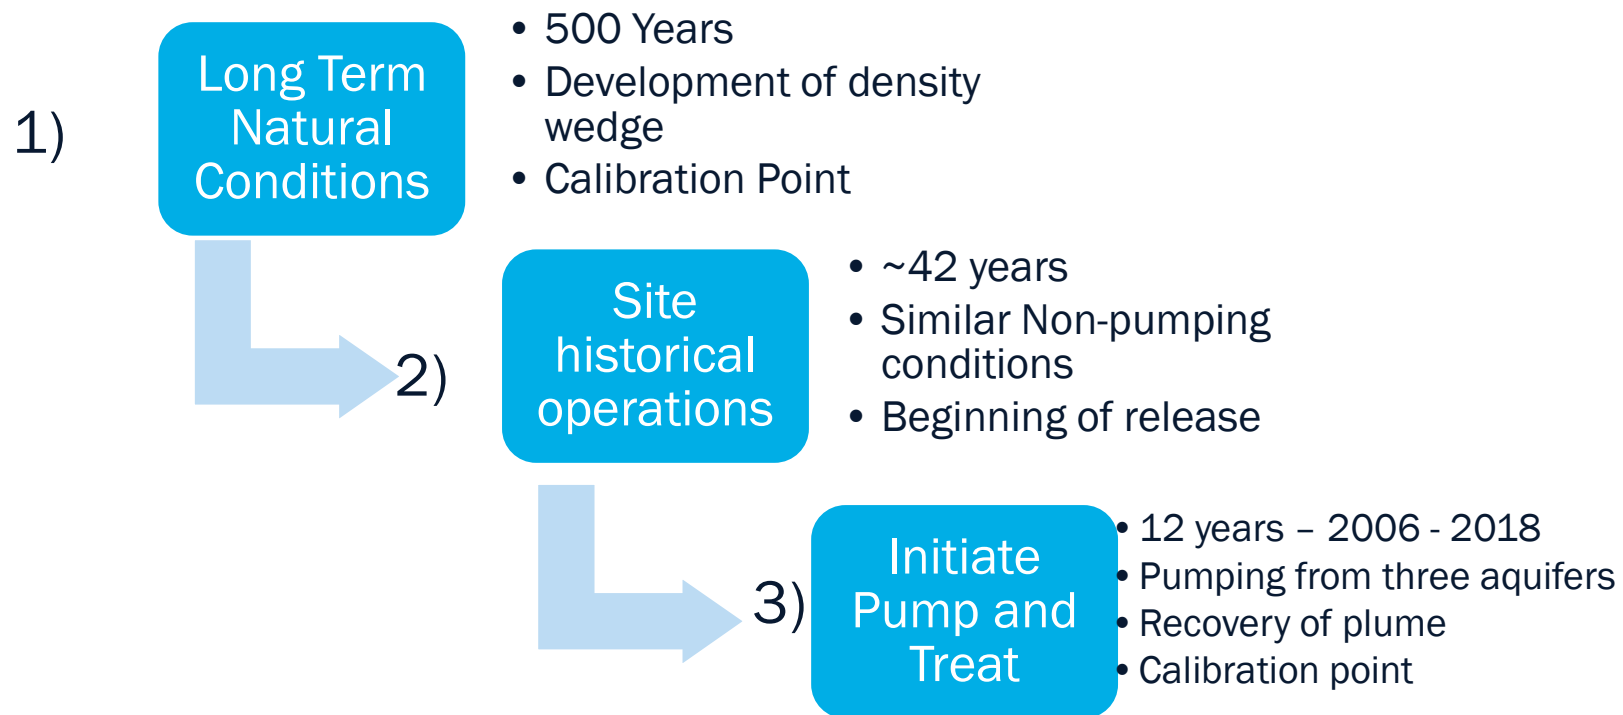 1)
Long Term
Natural
Conditions
• 500 Years
• Development of density
wedge
• Calibration Point
2)
Site
historical
operations
• ~42 years
• Similar Non-pumping
conditions
• Beginning of release
3)
Initiate
Pump and
Treat
• 12 years – 2006 - 2018
• Pumping from three aquifers
• Recovery of plume
• Calibration point